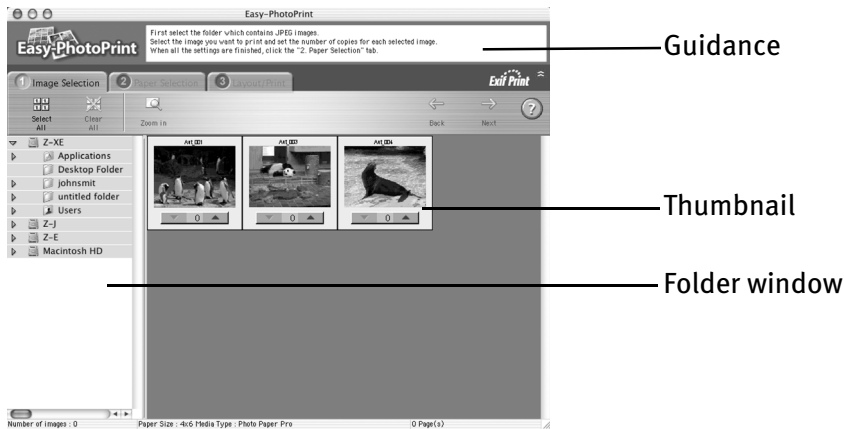 Easy-PhotoPrint
Easy-PhotoPrint
First select the folder which contains JPEG images.
Select the image you want to print and set the number of copies for each selected image.
When all the settings are finished, click the "2. Paper Selection" tab.
Guidance
1 Image Selection
2 Paper Selection
3 Layout/Print
Exif Print
Select All
Clear All
Zoom in
Back
Next
?
Z-XE
Applications
Desktop Folder
johnsmit
untitled folder
Users
Z-J
Z-E
Macintosh HD
0
0
0
Thumbnail
Folder window
Number of images : 0
Paper Size : 4x6 Media Type : Photo Paper Pro
0 Page(s)